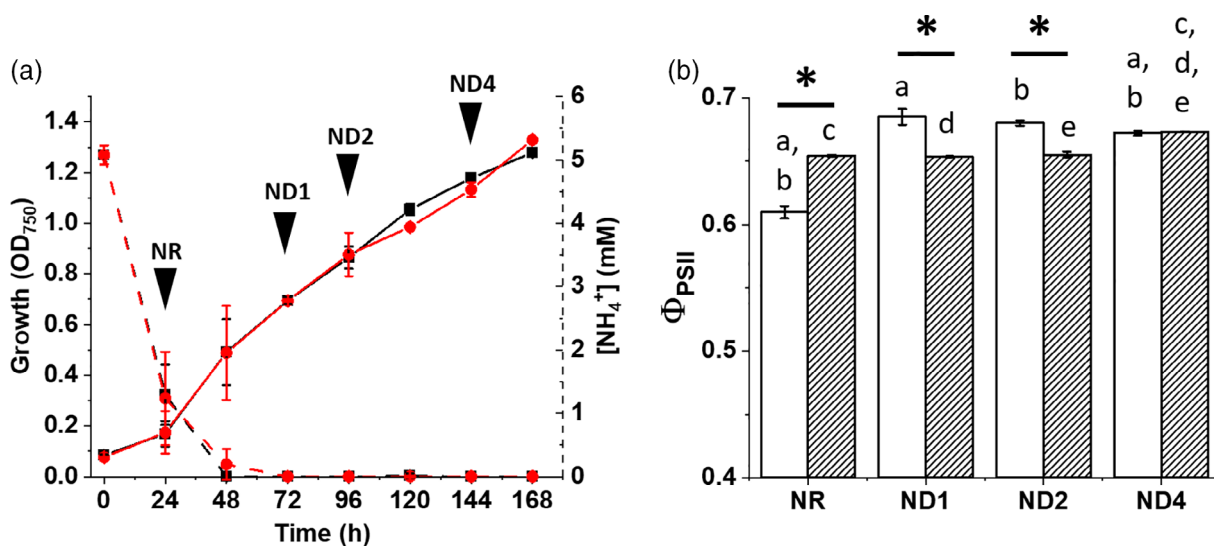 (a)
Growth (OD750)
1.4
1.2
1.0
0.8
0.6
0.4
0.2
0.0
NR
ND1
ND2
ND4
6
5
4
3
2
1
0
[NH4+] (mM)
0 24 48 72 96 120 144 168
Time (h)
(b)
ΦPSII
0.7
0.6
0.5
0.4
*
*
*
a,
b
c
a
d
b
e
a,
b
c,
d,
e
NR ND1 ND2 ND4